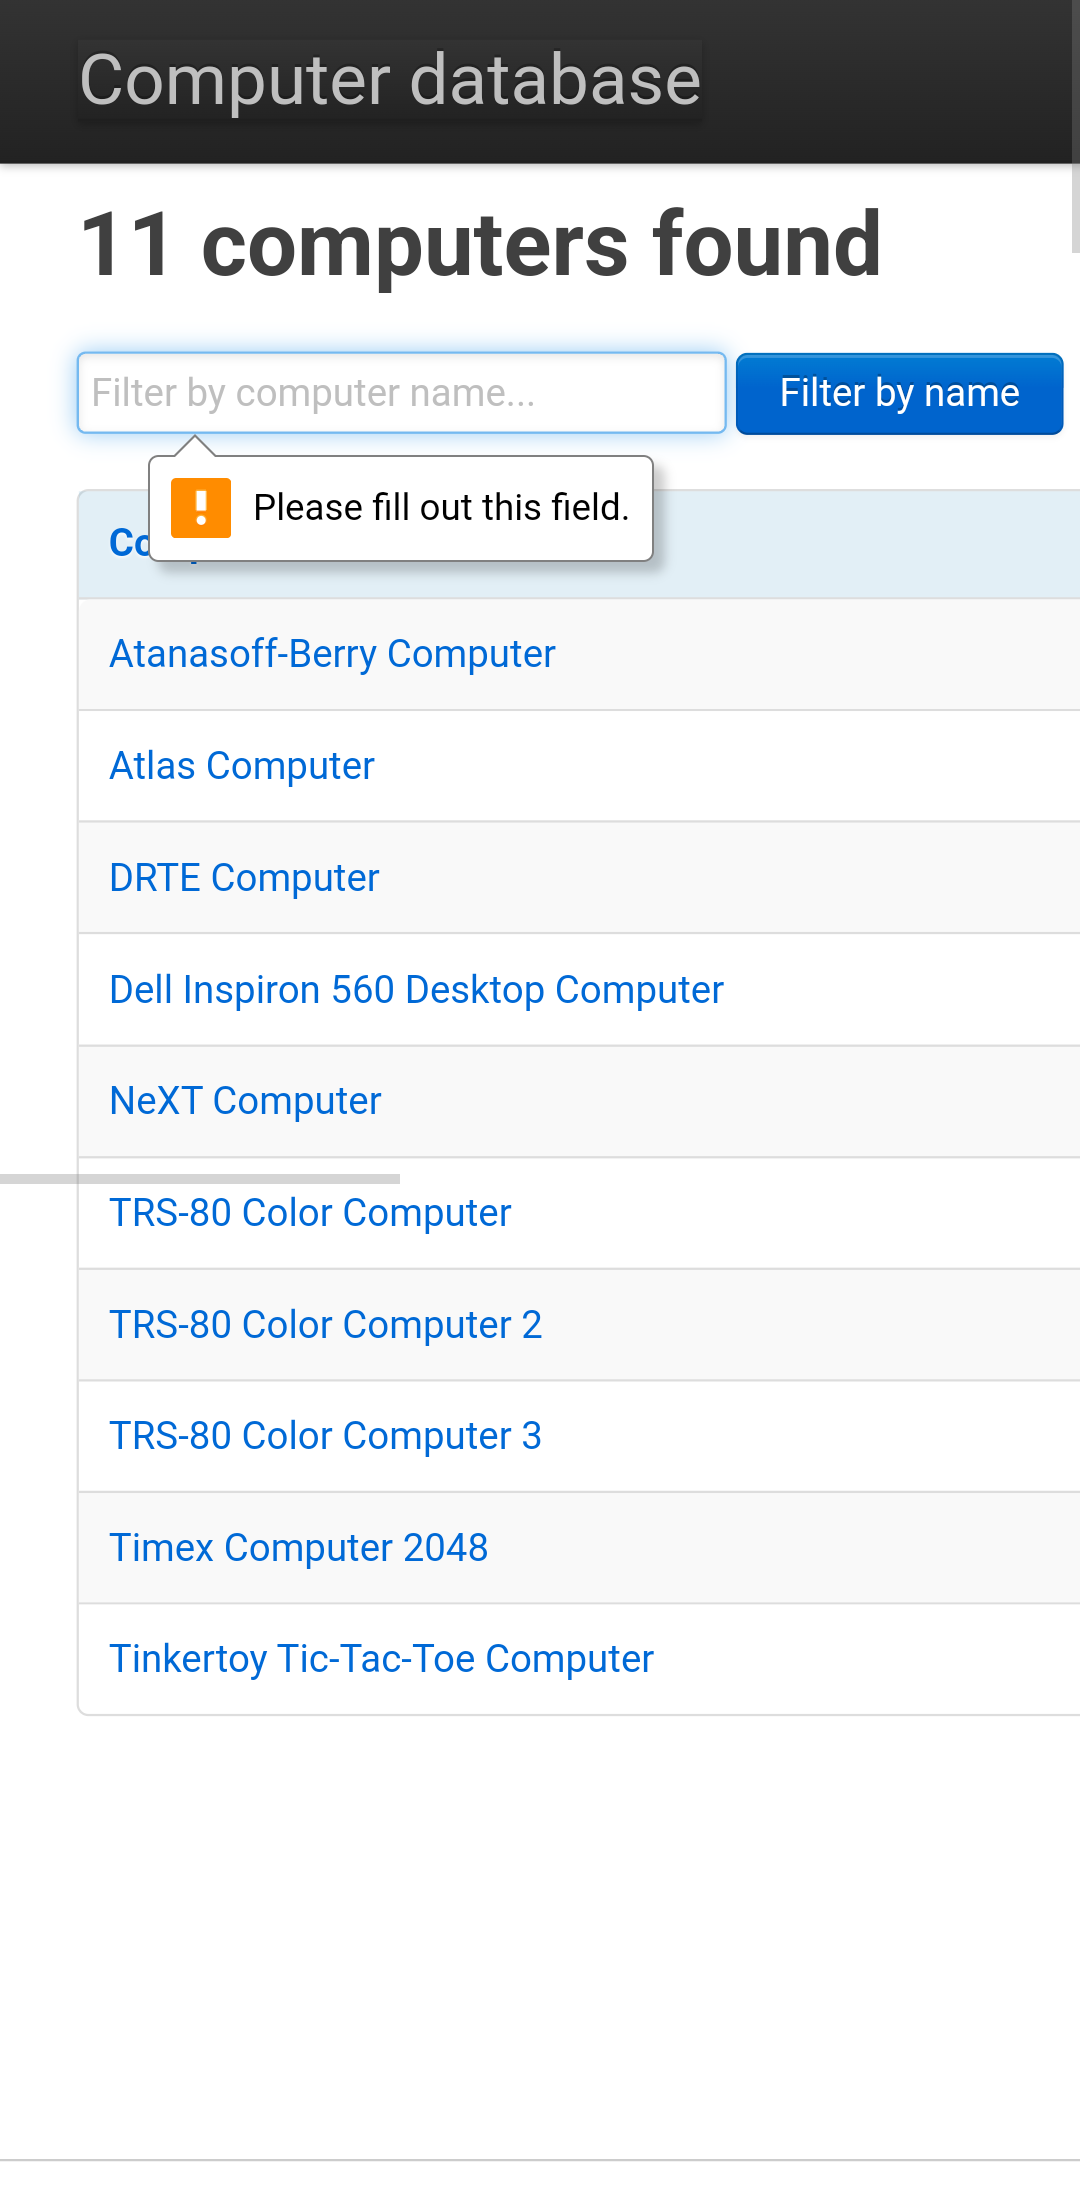 Computer database
11 computers found
Filter by computer name...
Filter by name
Please fill out this field.
Atanasoff-Berry Computer
Atlas Computer
DRTE Computer
Dell Inspiron 560 Desktop Computer
NeXT Computer
TRS-80 Color Computer
TRS-80 Color Computer 2
TRS-80 Color Computer 3
Timex Computer 2048
Tinkertoy Tic-Tac-Toe Computer